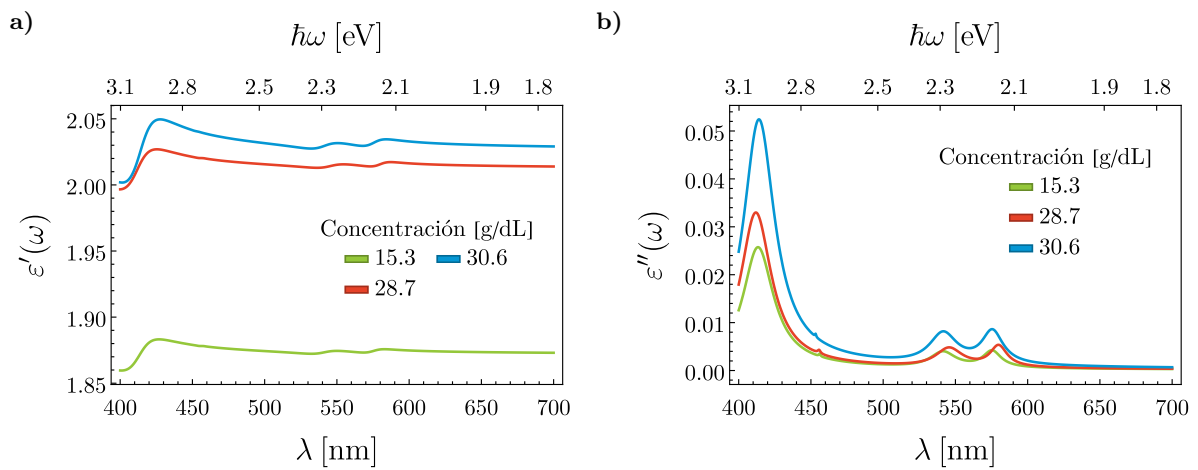 a)
ℏω [eV]
3.1 2.8 2.5 2.3 2.1 1.9 1.8
2.05
2.00
1.95
1.90
1.85
ε′(ω)
Concentración [g/dL]
15.3 30.6
28.7
400 450 500 550 600 650 700
λ [nm]
b)
ℏω [eV]
3.1 2.8 2.5 2.3 2.1 1.9 1.8
0.05
0.04
0.03
0.02
0.01
0.00
ε″(ω)
Concentración [g/dL]
15.3
28.7
30.6
400 450 500 550 600 650 700
λ [nm]